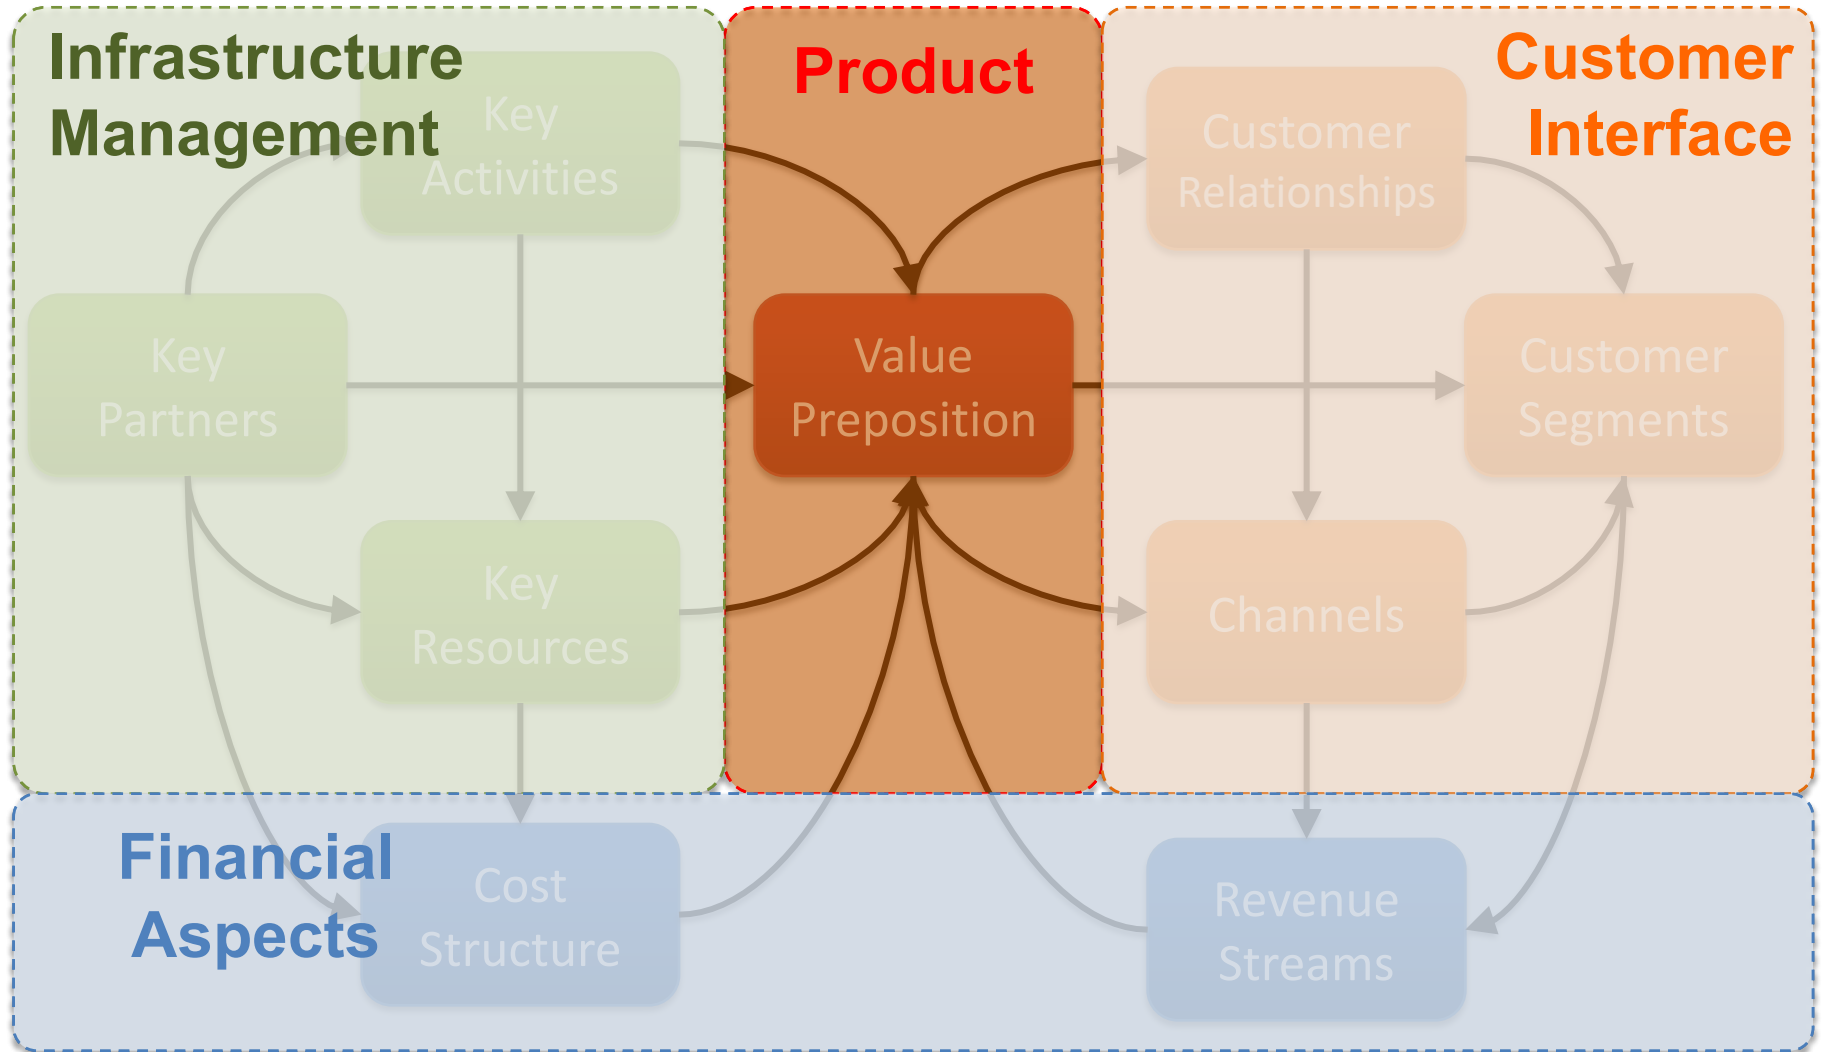 Infrastructure
Management
Product
Customer
Interface
Key
Activities
Customer
Relationships
Key
Partners
Value
Preposition
Customer
Segments
Key
Resources
Channels
Financial
Aspects
Cost
Structure
Revenue
Streams